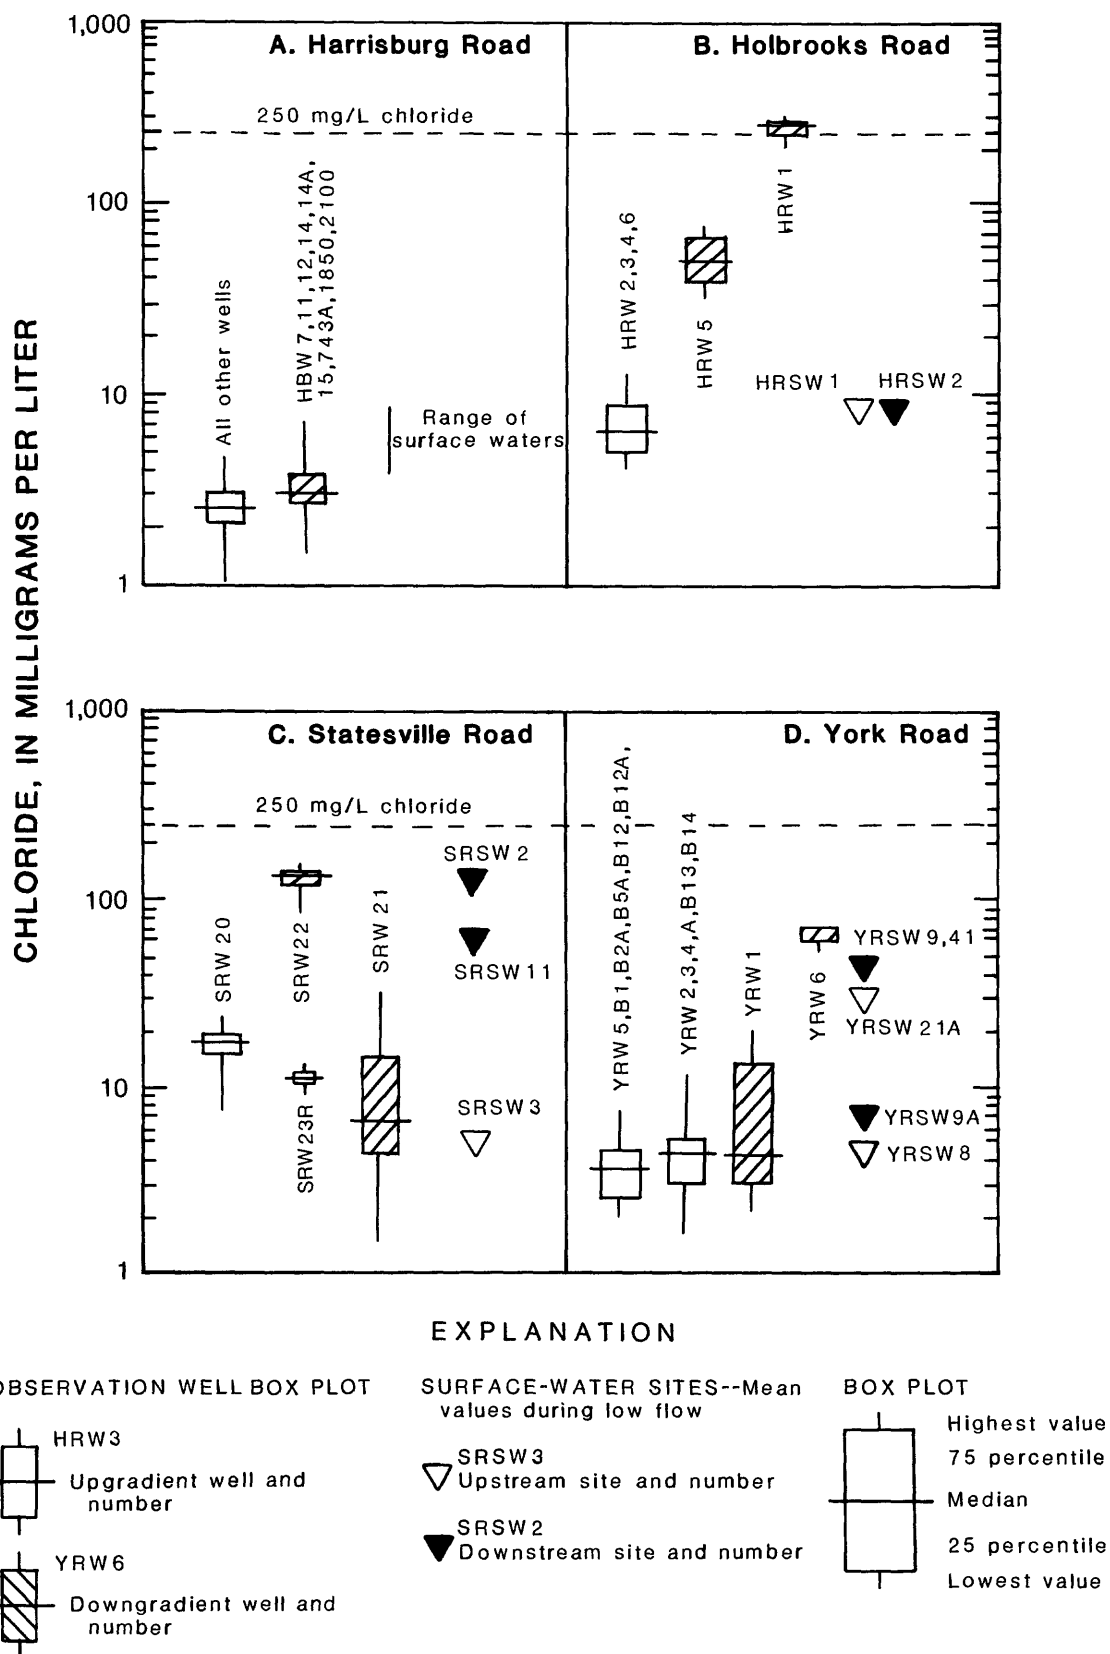 CHLORIDE, IN MILLIGRAMS PER LITER
1,000
100
10
1
A. Harrisburg Road
250 mg/L chloride
All other wells
HBW 7,11,12,14,14A,
15,743A,1850,2100
Range of
surface waters
B. Holbrooks Road
HRW 2,3,4,6
HRW 5
HRW 1
HRSW 1
HRSW 2
1,000
100
10
1
C. Statesville Road
250 mg/L chloride
SRW 20
SRW 22
SRW 23R
SRW 21
SRSW 2
SRSW 11
SRSW 3
D. York Road
YRW 5,B1,B2A,B5A,B12,B12A,
YRW 2,3,4,A,B13,B14
YRW 1
YRW 6
YRSW 9,41
YRSW 21A
YRSW9A
YRSW 8
EXPLANATION
OBSERVATION WELL BOX PLOT
HRW3
Upgradient well and
number
YRW6
Downgradient well and
number
SURFACE-WATER SITES--Mean
values during low flow
SRSW3
Upstream site and number
SRSW2
Downstream site and number
BOX PLOT
Highest value
75 percentile
Median
25 percentile
Lowest value